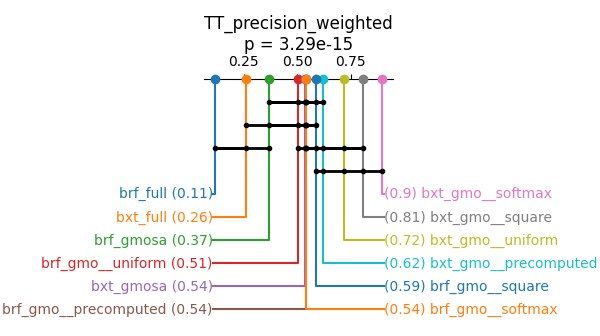 TT_precision_weighted
p = 3.29e-15
0.25 0.50 0.75
brf_full (0.11)
(0.9) bxt_gmo__softmax
bxt_full (0.26)
(0.81) bxt_gmo__square
brf_gmosa (0.37)
(0.72) bxt_gmo__uniform
brf_gmo__uniform (0.51)
(0.62) bxt_gmo__precomputed
bxt_gmosa (0.54)
(0.59) brf_gmo__square
brf_gmo__precomputed (0.54)
(0.54) brf_gmo__softmax